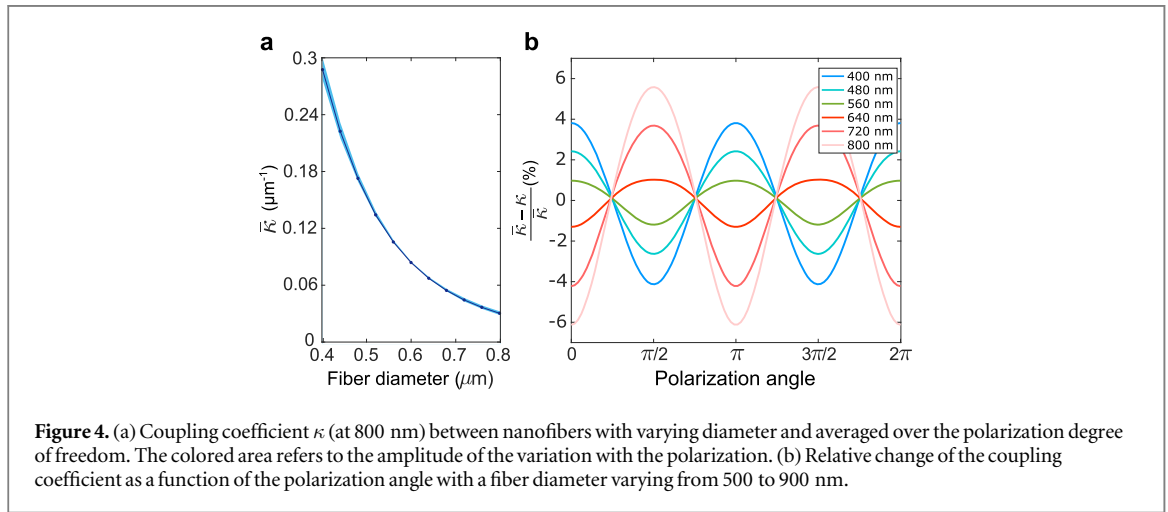 a
b
0.3
0.24
0.18
0.12
0.06
0
κ̅ (μm⁻¹)
0.4 0.5 0.6 0.7 0.8
Fiber diameter (μm)
6
4
2
0
-2
-4
-6
κ̅ – κ
κ̅
(%)
400 nm
480 nm
560 nm
640 nm
720 nm
800 nm
0 π/2 π 3π/2 2π
Polarization angle
Figure 4. (a) Coupling coefficient κ (at 800 nm) between nanofibers with varying diameter and averaged over the polarization degree
of freedom. The colored area refers to the amplitude of the variation with the polarization. (b) Relative change of the coupling
coefficient as a function of the polarization angle with a fiber diameter varying from 500 to 900 nm.